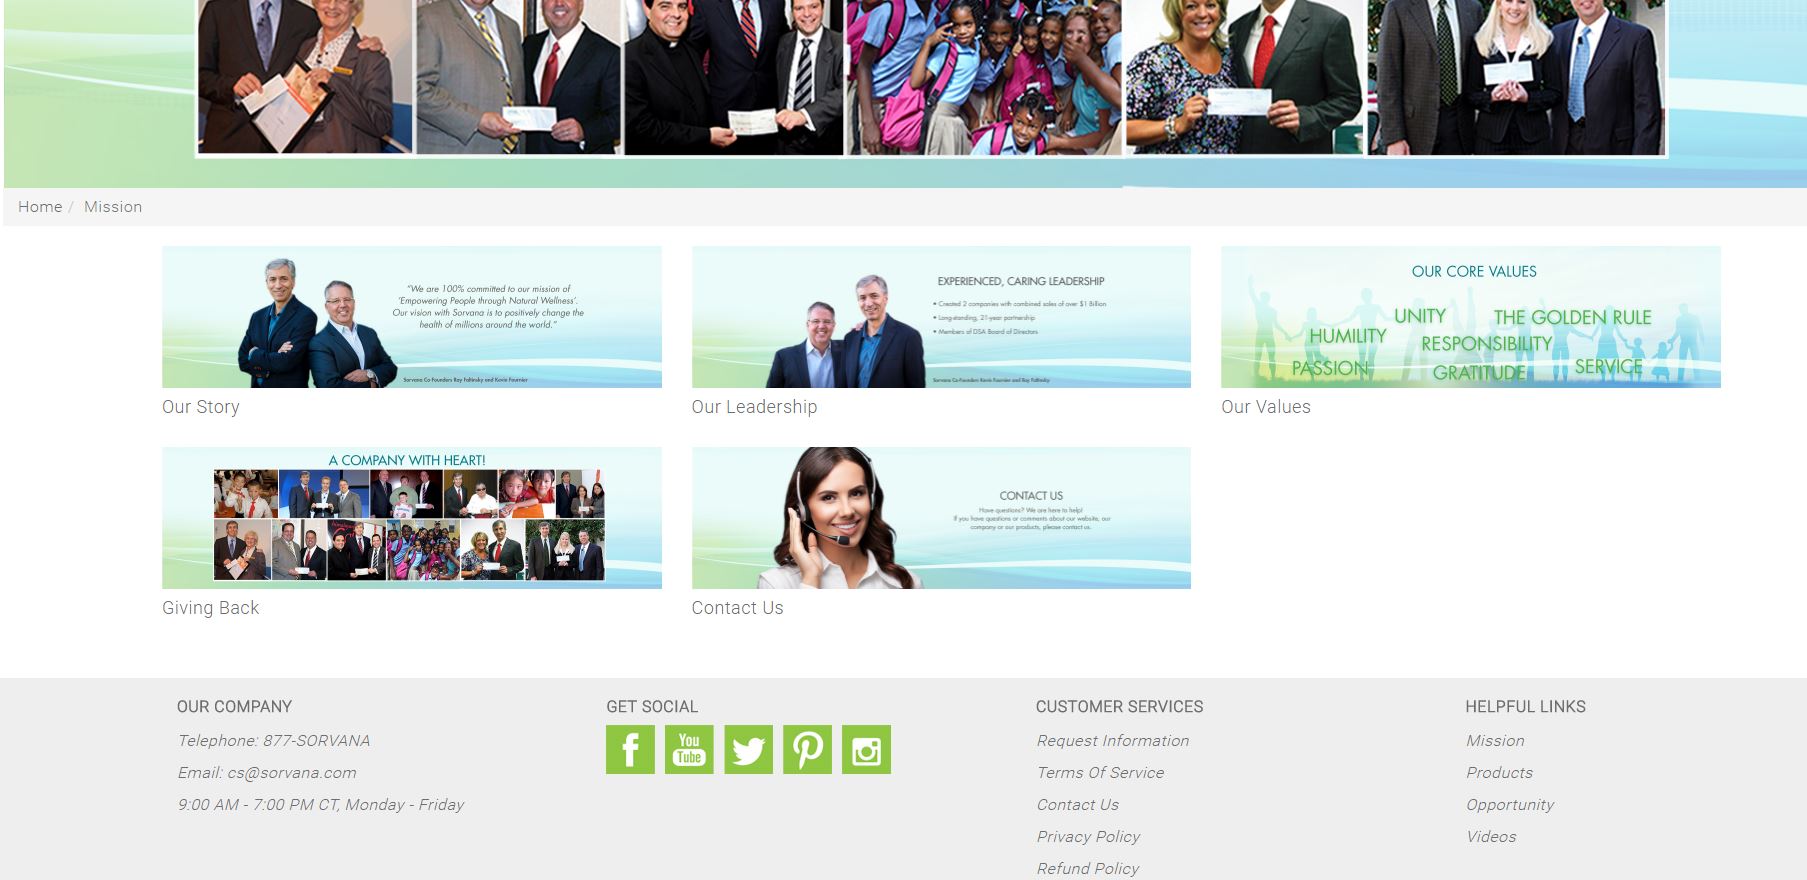 Home / Mission
"We are 100% committed to our mission of
'Empowering People through Natural Wellness'.
Our vision with Sorvana is to positively change the
health of millions around the world."
Sorvana Co-Founders Ray Faltinsky and Kevin Fournier
Our Story
EXPERIENCED, CARING LEADERSHIP
• Created 2 companies with combined sales of over $1 Billion
• Long-standing, 21-year partnership
• Members of DSA Board of Directors
Sorvana Co-Founders Kevin Fournier and Ray Faltinsky
Our Leadership
OUR CORE VALUES
UNITY
THE GOLDEN RULE
HUMILITY
RESPONSIBILITY
PASSION
GRATITUDE
SERVICE
Our Values
A COMPANY WITH HEART!
Giving Back
CONTACT US
Have questions? We are here to help!
If you have questions or comments about our website, our
company or our products, please contact us.
Contact Us
OUR COMPANY
Telephone: 877-SORVANA
Email: cs@sorvana.com
9:00 AM - 7:00 PM CT, Monday - Friday
GET SOCIAL
You
Tube
CUSTOMER SERVICES
Request Information
Terms Of Service
Contact Us
Privacy Policy
Refund Policy
HELPFUL LINKS
Mission
Products
Opportunity
Videos